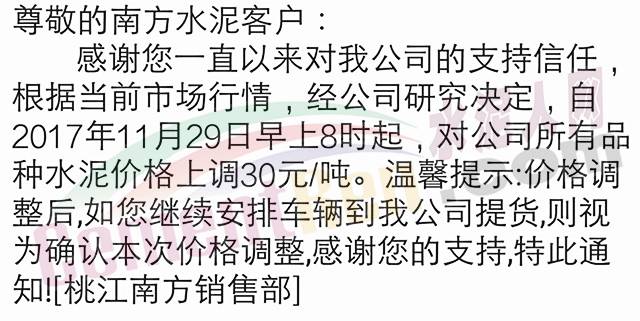 尊敬的南方水泥客户：
感谢您一直以来对我公司的支持信任，
根据当前市场行情，经公司研究决定，自
2017年11月29日早上8时起，对公司所有品
种水泥价格上调30元/吨。温馨提示:价格调
整后,如您继续安排车辆到我公司提货,则视
为确认本次价格调整,感谢您的支持,特此通
知![桃江南方销售部]